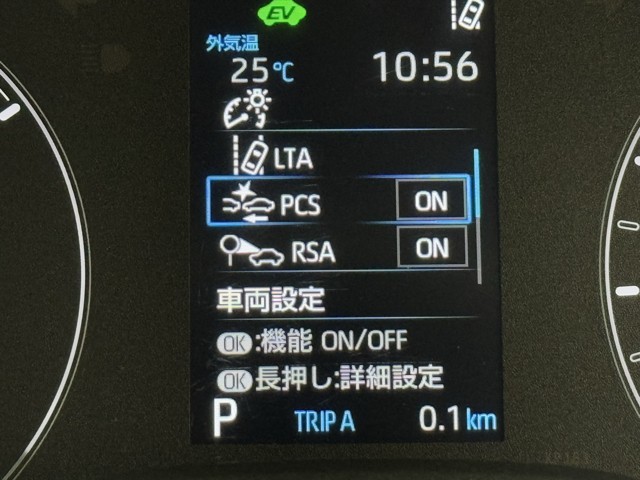 EV
外気温
25℃ 10:56
LTA
PCS ON
RSA ON
車両設定
OK:機能 ON/OFF
OK長押し:詳細設定
P TRIP A 0.1km